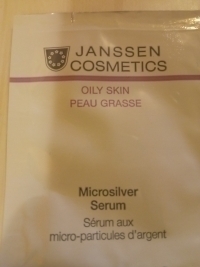 JANSSEN
COSMETICS
OILY SKIN
PEAU GRASSE
Microsilver
Serum
Sérum aux
micro-particules d'argent